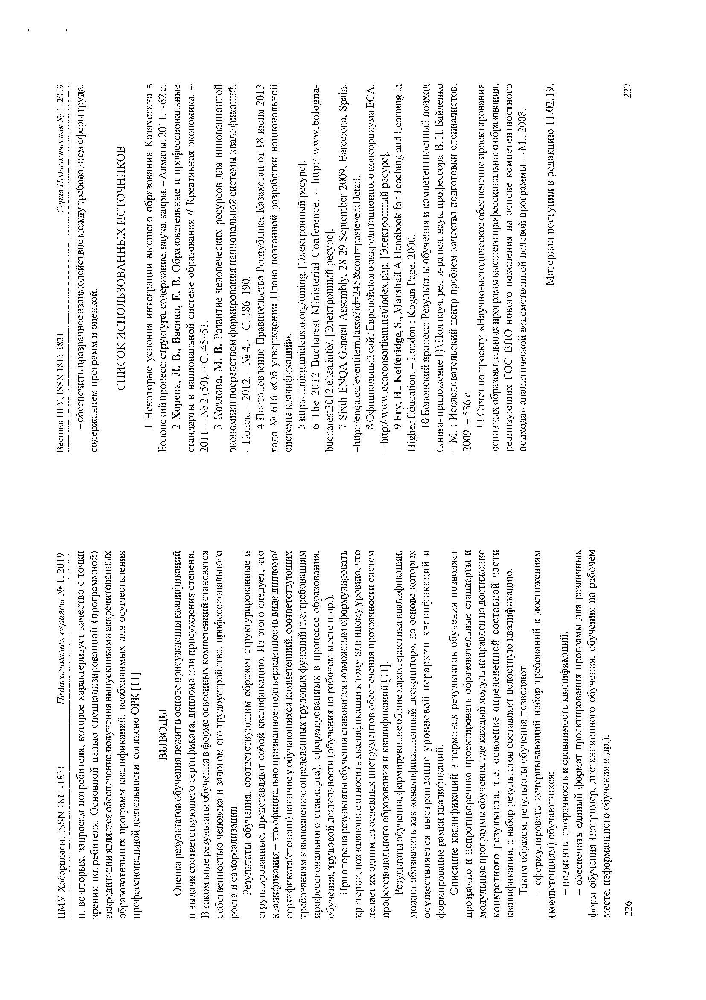 ПМУ Хабаршысы. ISSN 1811-1831 Педагогикалық сериясы № 1. 2019
и, во-вторых, запросам потребителя, которое характеризует качество с точки
зрения потребителя. Основной целью специализированной (программной)
аккредитации является обеспечение получения выпускниками аккредитованных
образовательных программ квалификаций, необходимых для осуществления
профессиональной деятельности согласно ОРК [11].
ВЫВОДЫ
Оценка результатов обучения лежит в основе присуждения квалификаций
и выдачи соответствующего сертификата, диплома или присуждения степени.
В таком виде результаты обучения в форме освоенных компетенций становятся
собственностью человека и залогом его трудоустройства, профессионального
роста и самореализации.
Результаты обучения, соответствующим образом структурированные и
сгруппированные, представляют собой квалификацию. Из этого следует, что
квалификация – это официально признанное/подтвержденное (в виде диплома/
сертификата/степени) наличие у обучающихся компетенций, соответствующих
требованиям к выполнению определенных трудовых функций (т.е. требованиям
профессионального стандарта), сформированных в процессе образования,
обучения, трудовой деятельности (обучения на рабочем месте и др.).
При опоре на результаты обучения становится возможным сформулировать
критерии, позволяющие относить квалификации к тому или иному уровню, что
делает их одним из основных инструментов обеспечения прозрачности систем
профессионального образования и квалификаций [11].
Результаты обучения, формирующие общие характеристики квалификации,
можно обозначить как «квалификационный дескриптор», на основе которых
осуществляется выстраивание уровневой иерархии квалификаций и
формирование рамки квалификаций.
Описание квалификаций в терминах результатов обучения позволяет
прозрачно и непротиворечиво проектировать образовательные стандарты и
модульные программы обучения, где каждый модуль направлен на достижение
конкретного результата, т.е. освоение определенной составной части
квалификации, а набор результатов составляет целостную квалификацию.
Таким образом, результаты обучения позволяют:
– сформулировать исчерпывающий набор требований к достижениям
(компетенциям) обучающихся;
– повысить прозрачность и сравнимость квалификаций;
– обеспечить единый формат проектирования программ для различных
форм обучения (например, дистанционного обучения, обучения на рабочем
месте, неформального обучения и др.);
226
Вестник ПГУ. ISSN 1811-1831 Серия Педагогическая № 1. 2019
– обеспечить прозрачное взаимодействие между требованием сферы труда,
содержанием программ и оценкой.
СПИСОК ИСПОЛЬЗОВАННЫХ ИСТОЧНИКОВ
1 Некоторые условия интеграции высшего образования Казахстана в
Болонский процесс: структура, содержание, наука, кадры. – Алматы, 2011. – 62 с.
2 Хорева, Л. В., Васина, Е. В. Образовательные и профессиональные
стандарты в национальной системе образования // Креативная экономика. –
2011. – № 2 (50). – С. 45–51.
3 Козлова, М. В. Развитие человеческих ресурсов для инновационной
экономики посредством формирования национальной системы квалификаций.
– Поиск. – 2012. – № 4. – С. 186–190.
4 Постановление Правительства Республики Казахстан от 18 июня 2013
года № 616 «Об утверждении Плана поэтапной разработки национальной
системы квалификаций».
5 http://tuning.unideusto.org/tuning. [Электронный ресурс].
6 The 2012 Bucharest Ministerial Conference. – http://www.bologna-
bucharest2012.ehea.info/. [Электронный ресурс].
7 Sixth ENQA General Assembly. 28-29 September 2009. Barcelona. Spain.
–http://enqa.eu/eventitem.lasso?id=245&cont=pasteventDetail.
8 Официальный сайт Европейского аккредитационного консорциума ECA.
– http://www.ecaconsortium.net/index.php. [Электронный ресурс].
9 Fry, H., Ketteridge, S., Marshall A Handbook for Teaching and Learning in
Higher Education. – London : Kogan Page. 2000.
10 Болонский процесс: Результаты обучения и компетентностный подход
(книга- приложение 1) \ Под науч. ред. д-ра пед. наук, профессора В. И. Байденко
– М. : Исследовательский центр проблем качества подготовки специалистов.
2009. – 536 с.
11 Отчет по проекту «Научно-методическое обеспечение проектирования
основных образовательных программ высшего профессионального образования,
реализующих ГОС ВПО нового поколения на основе компетентностного
подхода» аналитической ведомственной целевой программы. – М., 2008.
Материал поступил в редакцию 11.02.19.
227